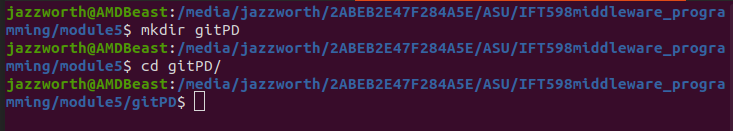 jazzworth@AMDBeast:/media/jazzworth/2ABEB2E47F284A5E/ASU/IFT598middleware_progra
mming/module5$ mkdir gitPD
jazzworth@AMDBeast:/media/jazzworth/2ABEB2E47F284A5E/ASU/IFT598middleware_progra
mming/module5$ cd gitPD/
jazzworth@AMDBeast:/media/jazzworth/2ABEB2E47F284A5E/ASU/IFT598middleware_progra
mming/module5/gitPD$